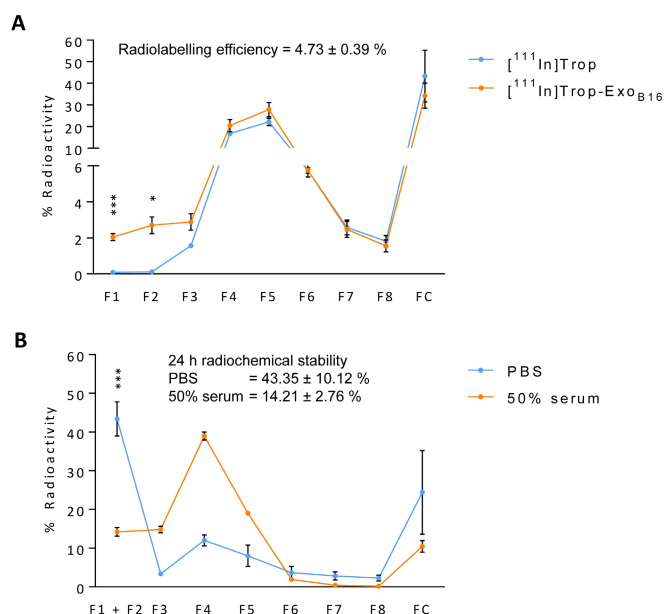 A
Radiolabelling efficiency = 4.73 ± 0.39 %
[¹¹¹In]Trop
[¹¹¹In]Trop-Exo_B16
% Radioactivity
60
50
40
30
20
10
6
4
2
0
***
*
F1 F2 F3 F4 F5 F6 F7 F8 FC
B
24 h radiochemical stability
PBS = 43.35 ± 10.12 %
50% serum = 14.21 ± 2.76 %
PBS
50% serum
% Radioactivity
60
50
40
30
20
10
0
***
F1 + F2 F3 F4 F5 F6 F7 F8 FC